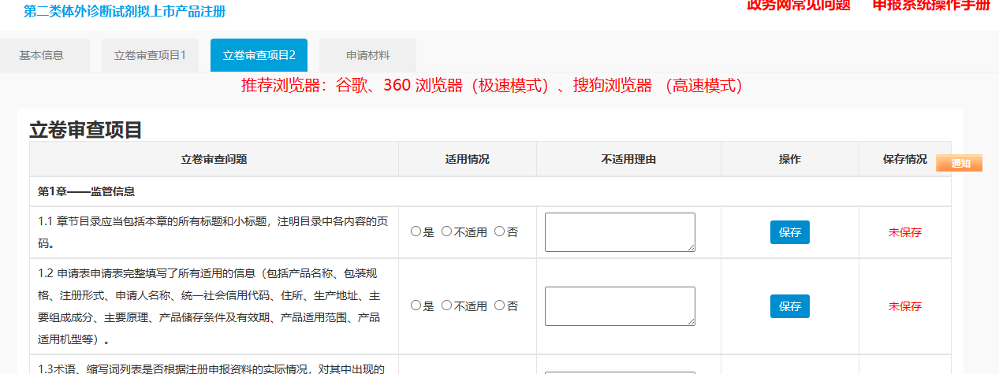 第二类体外诊断试剂拟上市产品注册
政务网常见问题 申报系统操作手册
基本信息 立卷审查项目1 立卷审查项目2 申请材料
推荐浏览器：谷歌、360 浏览器（极速模式）、搜狗浏览器 （高速模式）
立卷审查项目
立卷审查问题 适用情况 不适用理由 操作 保存情况
通知
第1章——监管信息
1.1 章节目录应当包括本章的所有标题和小标题，注明目录中各内容的页
码。
是 不适用 否 保存 未保存
1.2 申请表申请表完整填写了所有适用的信息（包括产品名称、包装规
格、注册形式、申请人名称、统一社会信用代码、住所、生产地址、主
要组成成分、主要原理、产品储存条件及有效期、产品适用范围、产品
适用机型等）。
是 不适用 否 保存 未保存
1.3术语、缩写词列表是否根据注册申报资料的实际情况，对其中出现的